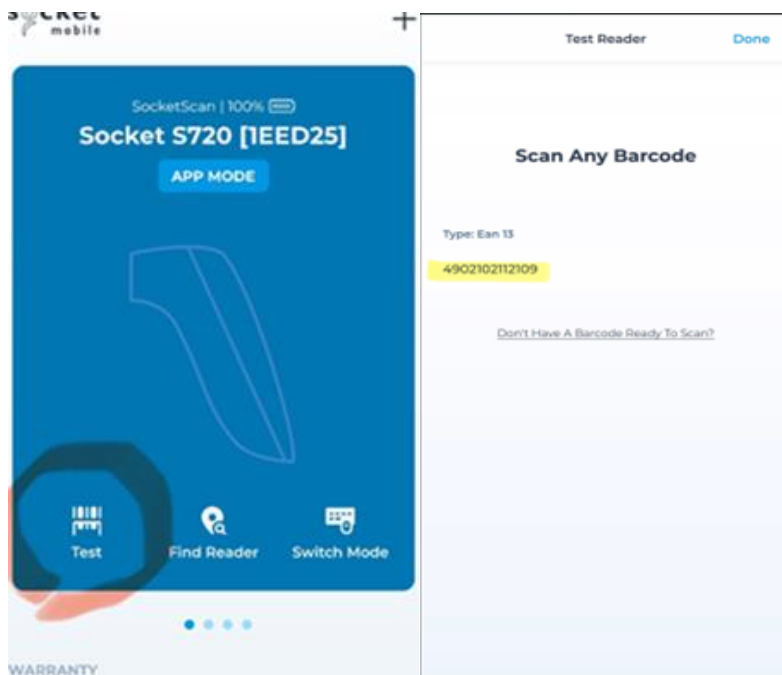 socket
mobile
+
SocketScan | 100%
Socket S720 [1EED25]
APP MODE
Test
Find Reader
Switch Mode
WARRANTY
Test Reader
Done
Scan Any Barcode
Type: Ean 13
4902102112109
Don't Have A Barcode Ready To Scan?